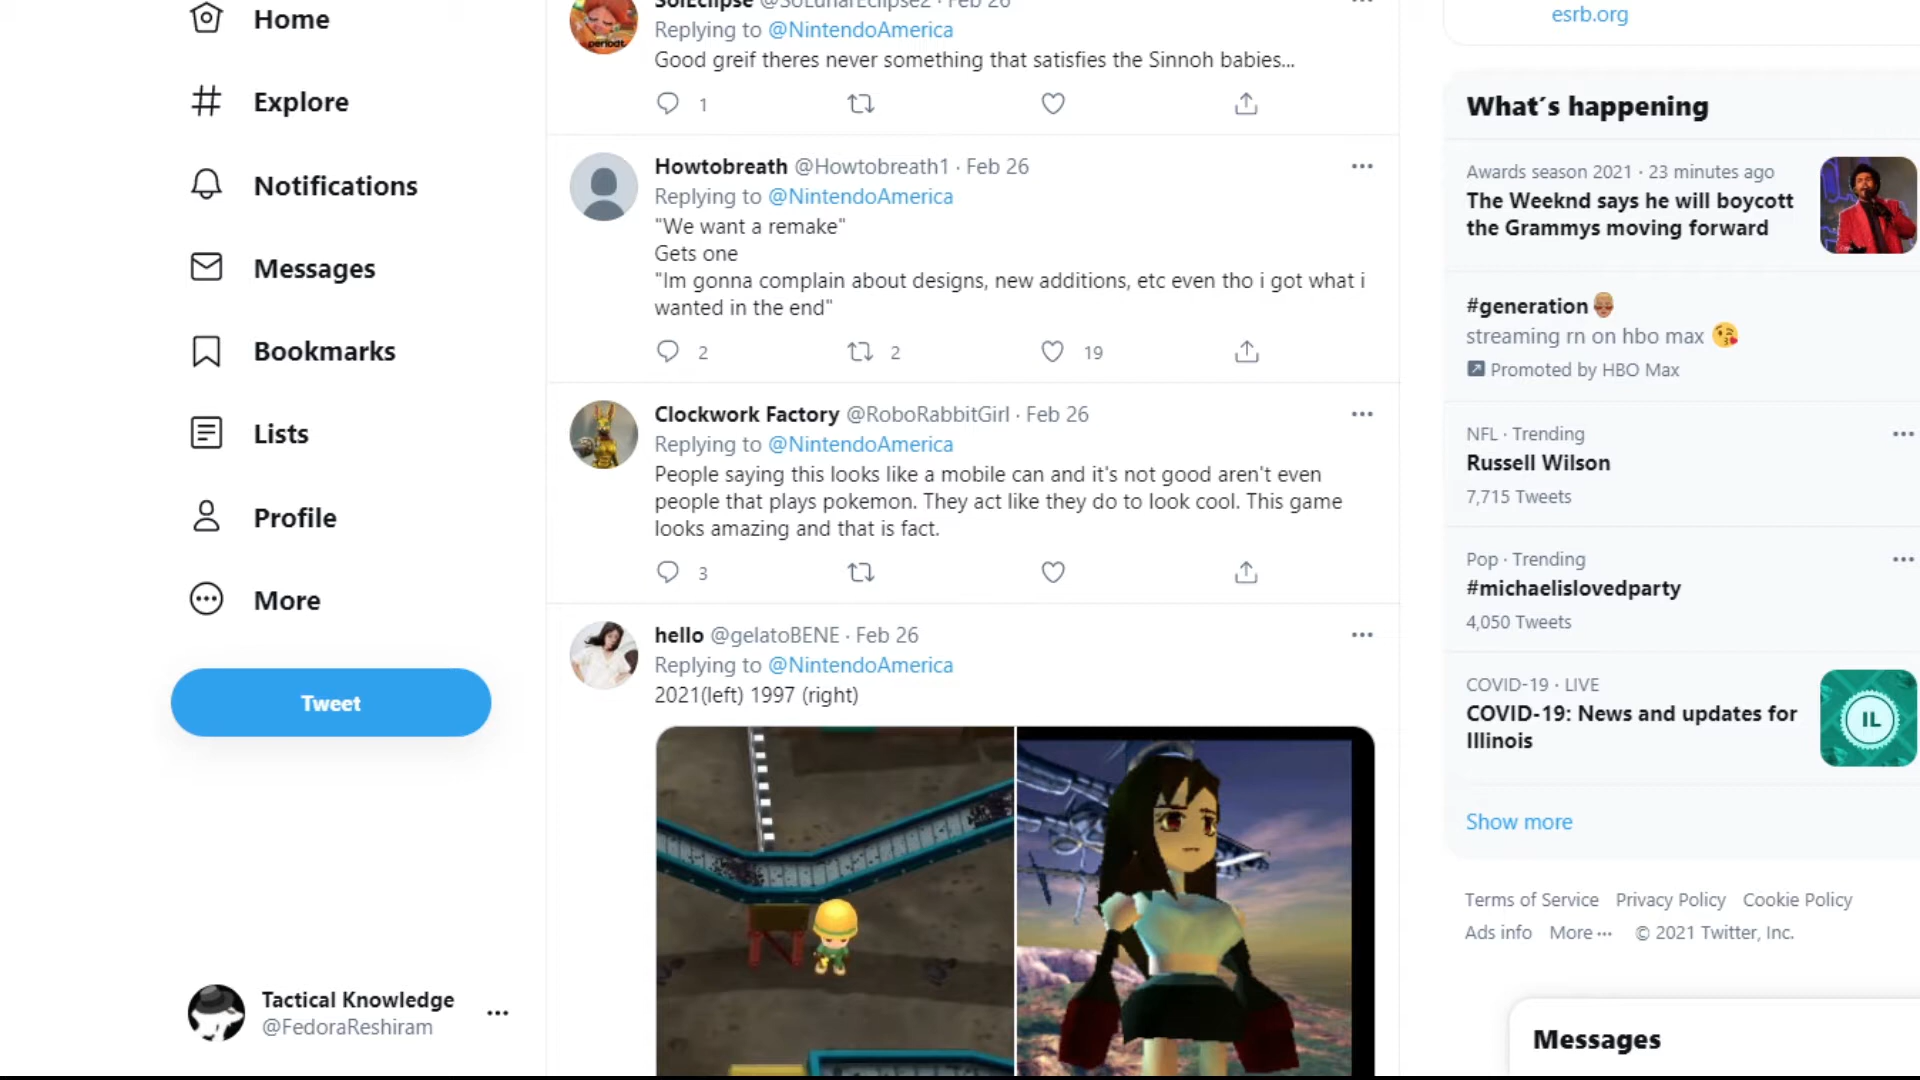 Home
Explore
Notifications
Messages
Bookmarks
Lists
Profile
More
Tweet
Tactical Knowledge
@FedoraReshiram
SolEclipse @SoLunarEclipse2 · Feb 26
Replying to @NintendoAmerica
Good greif theres never something that satisfies the Sinnoh babies...
1
Howtobreath @Howtobreath1 · Feb 26
Replying to @NintendoAmerica
"We want a remake"
Gets one
"Im gonna complain about designs, new additions, etc even tho i got what i
wanted in the end"
2 2 19
Clockwork Factory @RoboRabbitGirl · Feb 26
Replying to @NintendoAmerica
People saying this looks like a mobile can and it's not good aren't even
people that plays pokemon. They act like they do to look cool. This game
looks amazing and that is fact.
3
hello @gelatoBENE · Feb 26
Replying to @NintendoAmerica
2021(left) 1997 (right)
esrb.org
What´s happening
Awards season 2021 · 23 minutes ago
The Weeknd says he will boycott
the Grammys moving forward
#generation
streaming rn on hbo max 😘
Promoted by HBO Max
NFL · Trending
Russell Wilson
7,715 Tweets
Pop · Trending
#michaelislovedparty
4,050 Tweets
COVID-19 · LIVE
COVID-19: News and updates for
Illinois
IL
Show more
Terms of Service Privacy Policy Cookie Policy
Ads info More ··· © 2021 Twitter, Inc.
Messages
periodt